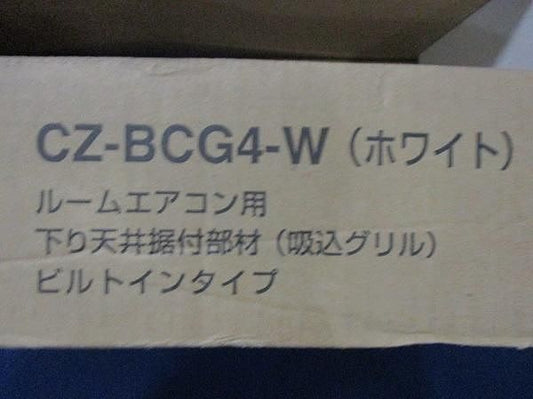 CZ-BCG4-W（ホワイト）
ルームエアコン用
下り天井据付部材（吸込グリル）
ビルトインタイプ